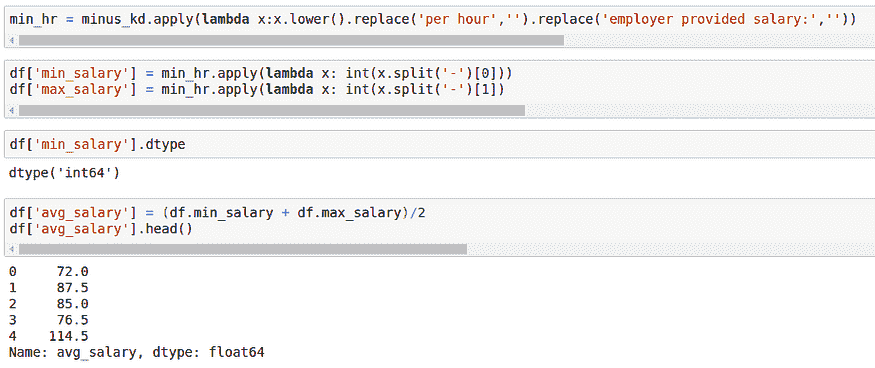 min_hr = minus_kd.apply(lambda x:x.lower().replace('per hour','').replace('employer provided salary:',''))
df['min_salary'] = min_hr.apply(lambda x: int(x.split('-')[0]))
df['max_salary'] = min_hr.apply(lambda x: int(x.split('-')[1])
df['min_salary'].dtype
dtype('int64')
df['avg_salary'] = (df.min_salary + df.max_salary)/2
df['avg_salary'].head()
0 72.0
1 87.5
2 85.0
3 76.5
4 114.5
Name: avg_salary, dtype: float64